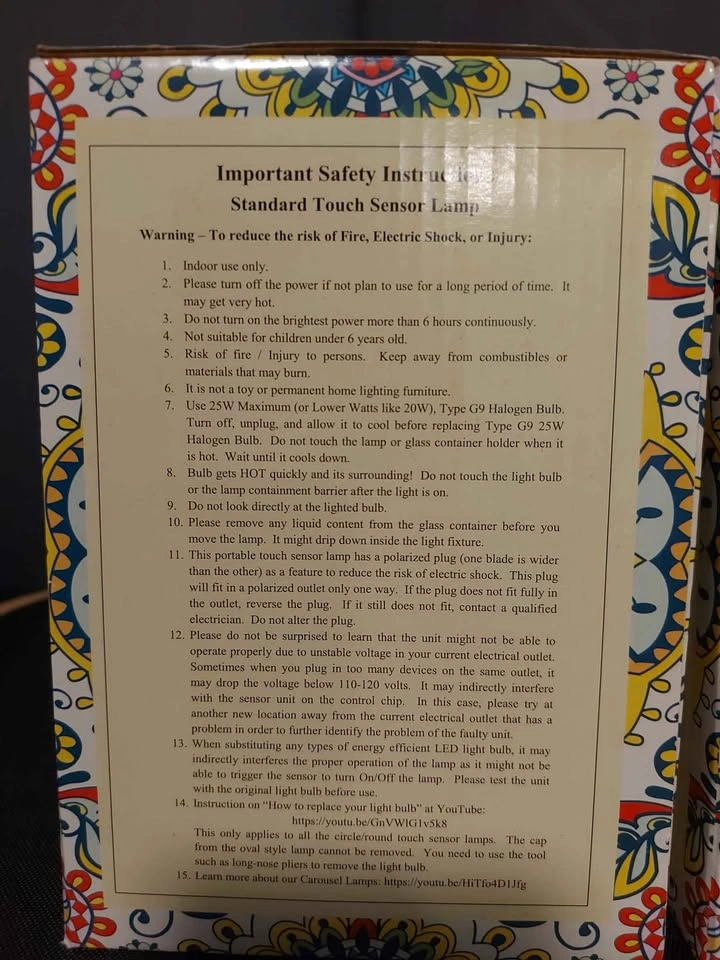 Important Safety Instructions
Standard Touch Sensor Lamp
Warning – To reduce the risk of Fire, Electric Shock, or Injury:
1. Indoor use only.
2. Please turn off the power if not plan to use for a long period of time. It
may get very hot.
3. Do not turn on the brightest power more than 6 hours continuously.
4. Not suitable for children under 6 years old.
5. Risk of fire / Injury to persons. Keep away from combustibles or
materials that may burn.
6. It is not a toy or permanent home lighting furniture.
7. Use 25W Maximum (or Lower Watts like 20W), Type G9 Halogen Bulb.
Turn off, unplug, and allow it to cool before replacing Type G9 25W
Halogen Bulb. Do not touch the lamp or glass container holder when it
is hot. Wait until it cools down.
8. Bulb gets HOT quickly and its surrounding! Do not touch the light bulb
or the lamp containment barrier after the light is on.
9. Do not look directly at the lighted bulb.
10. Please remove any liquid content from the glass container before you
move the lamp. It might drip down inside the light fixture.
11. This portable touch sensor lamp has a polarized plug (one blade is wider
than the other) as a feature to reduce the risk of electric shock. This plug
will fit in a polarized outlet only one way. If the plug does not fit fully in
the outlet, reverse the plug. If it still does not fit, contact a qualified
electrician. Do not alter the plug.
12. Please do not be surprised to learn that the unit might not be able to
operate properly due to unstable voltage in your current electrical outlet.
Sometimes when you plug in too many devices on the same outlet, it
may drop the voltage below 110-120 volts. It may indirectly interfere
with the sensor unit on the control chip. In this case, please try at
another new location away from the current electrical outlet that has a
problem in order to further identify the problem of the faulty unit.
13. When substituting any types of energy efficient LED light bulb, it may
indirectly interferes the proper operation of the lamp as it might not be
able to trigger the sensor to turn On/Off the lamp. Please test the unit
with the original light bulb before use.
14. Instruction on “How to replace your light bulb” at YouTube:
https://youtu.be/GnVWlG1v5k8
This only applies to all the circle/round touch sensor lamps. The cap
from the oval style lamp cannot be removed. You need to use the tool
such as long-nose pliers to remove the light bulb.
15. Learn more about our Carousel Lamps: https://youtu.be/HiTfo4D1Jfg